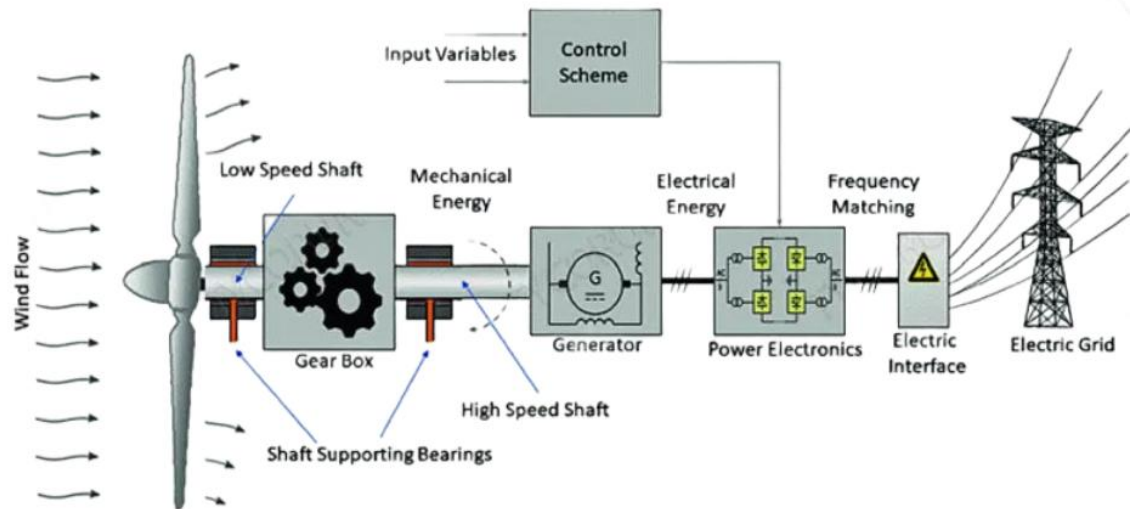 Input Variables
Control
Scheme
Wind Flow
Low Speed Shaft
Mechanical
Energy
Electrical
Energy
Frequency
Matching
G
Gear Box
Generator
Power Electronics
Electric
Interface
Electric Grid
High Speed Shaft
Shaft Supporting Bearings